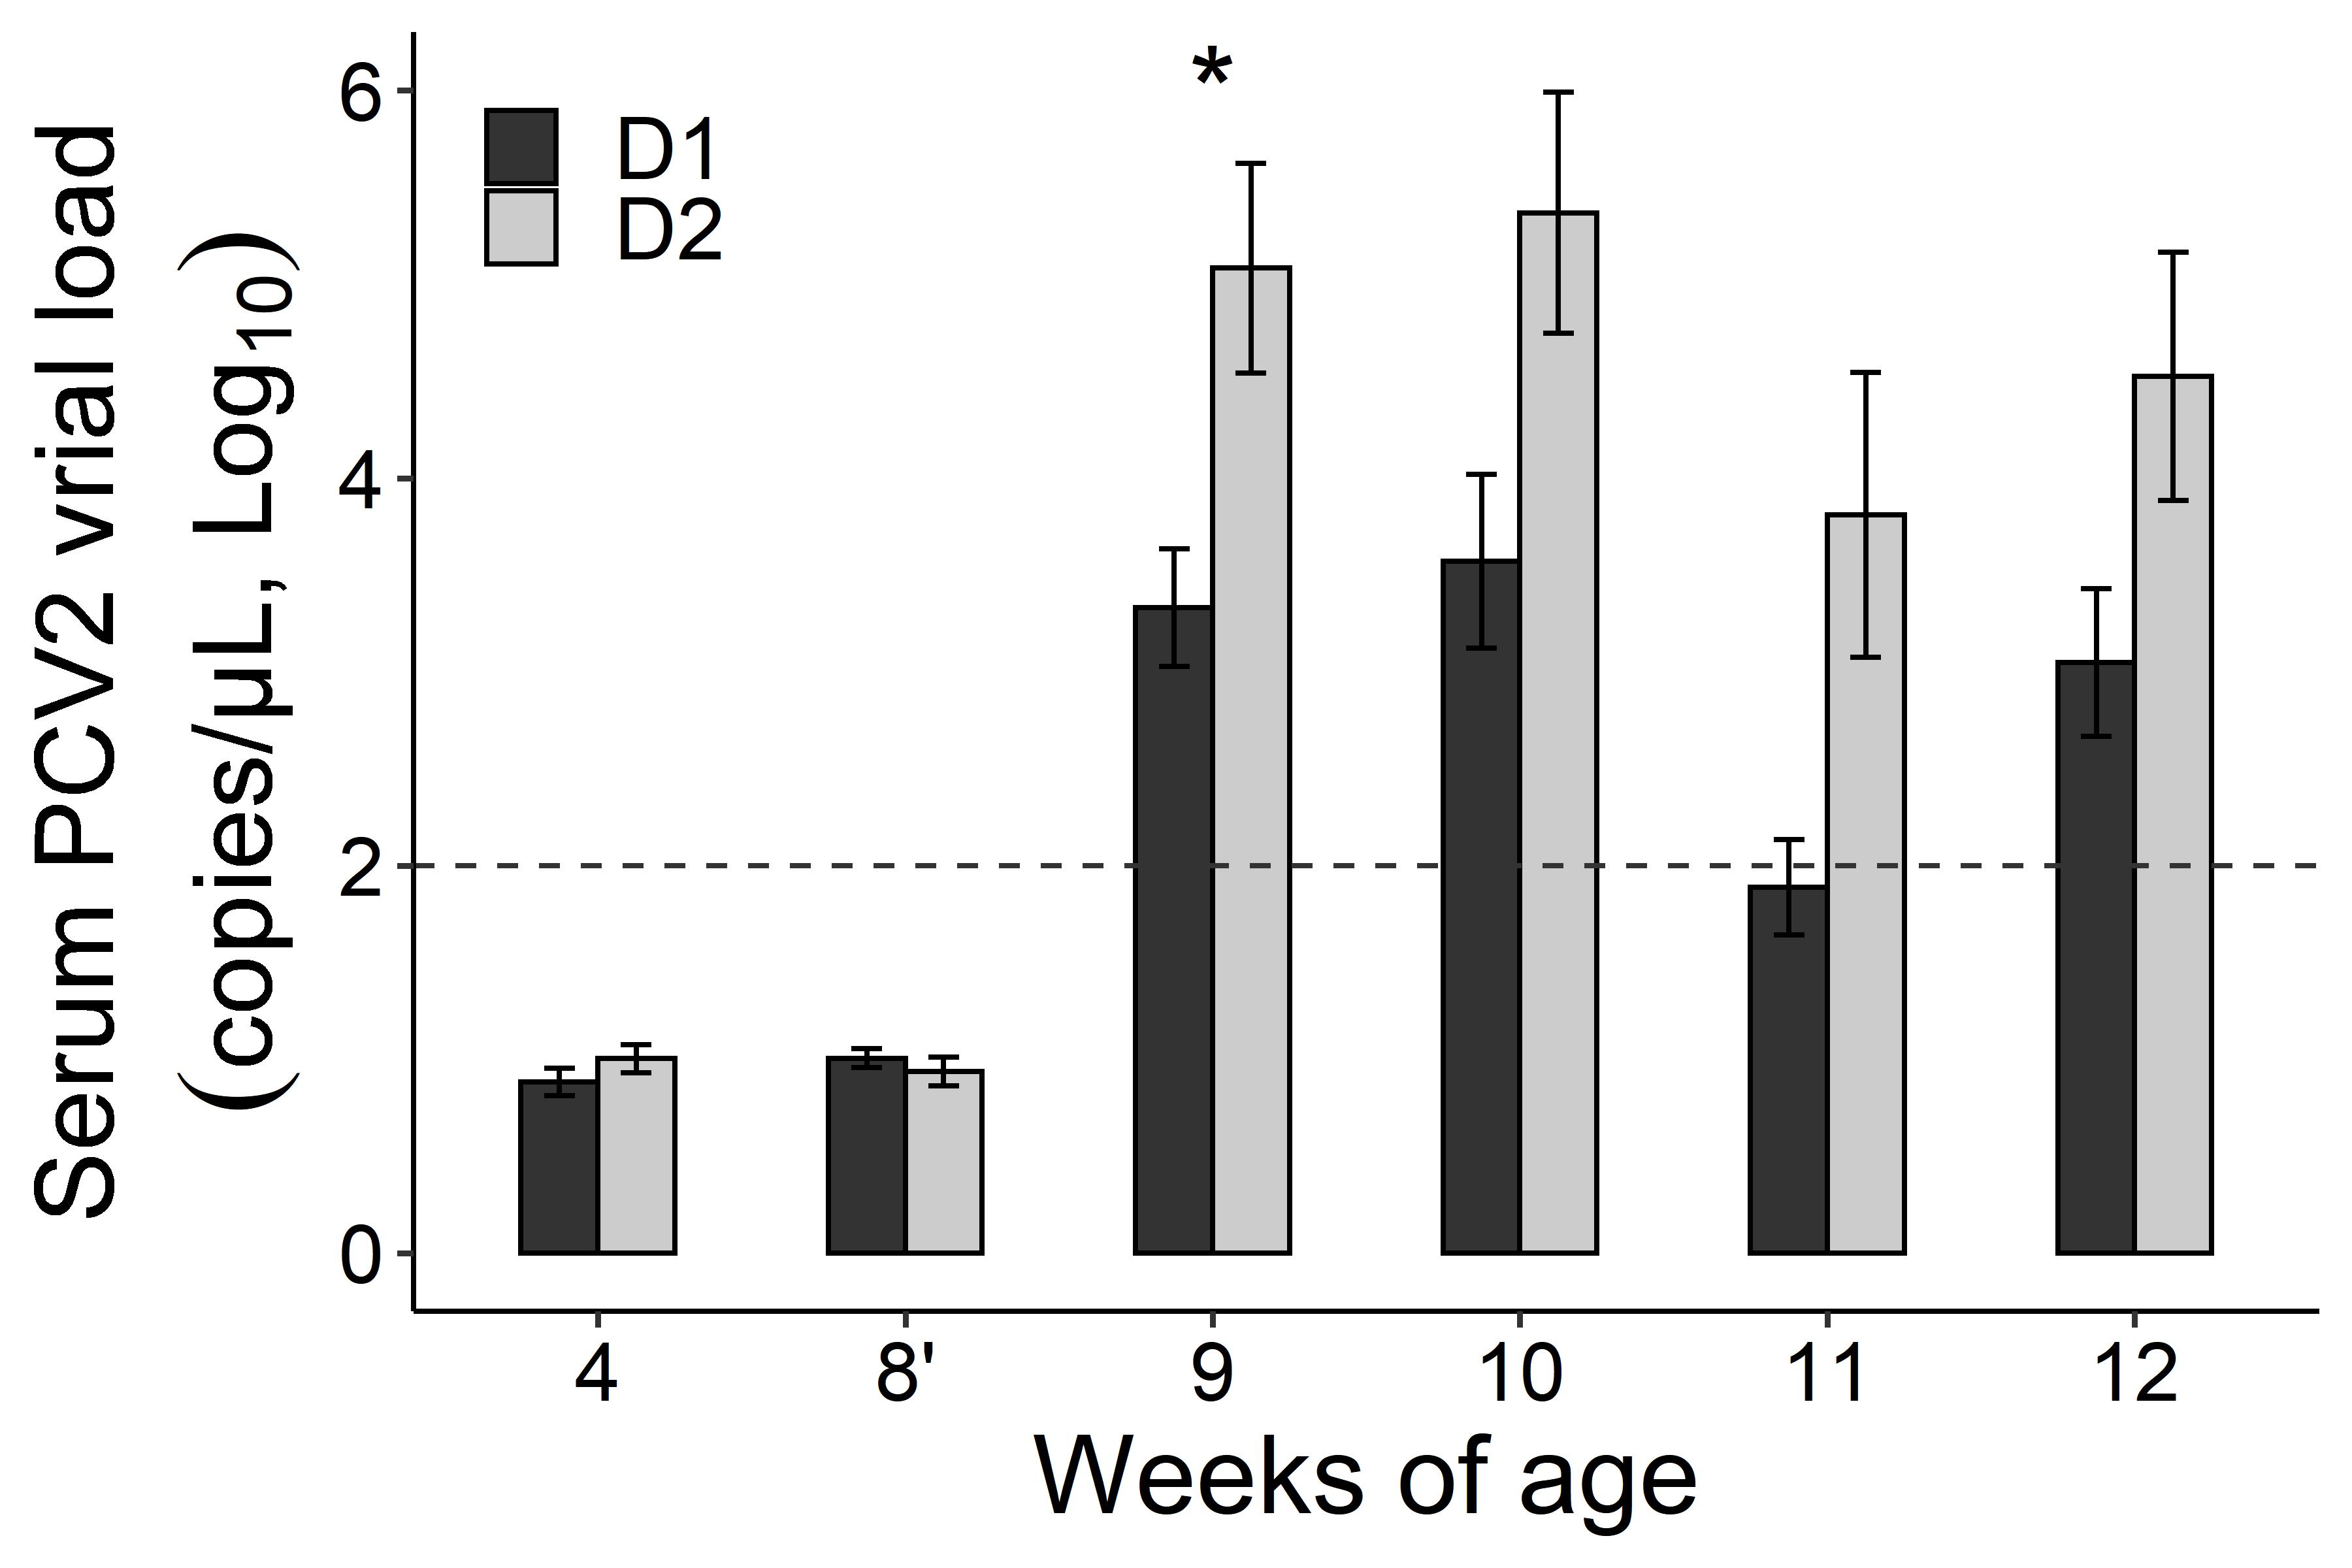 Serum PCV2 vrial load
(copies/µL, Log10)
6
4
2
0
*
D1
D2
4 8' 9 10 11 12
Weeks of age